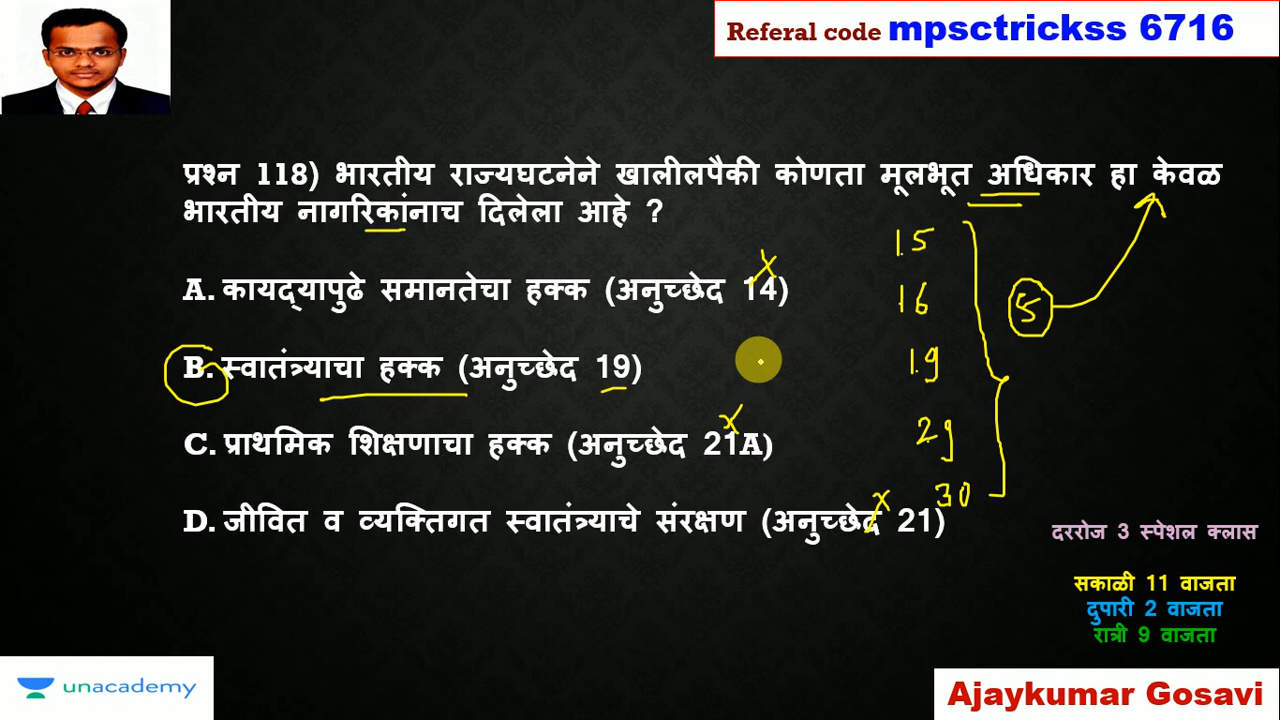 Referal code mpsctrickss 6716
प्रश्न 118) भारतीय राज्यघटनेने खालीलपैकी कोणता मूलभूत अधिकार हा केवळ
भारतीय नागरिकांनाच दिलेला आहे ?
15
A. कायद्यापुढे समानतेचा हक्क (अनुच्छेद 14)
x
16
5
B. स्वातंत्र्याचा हक्क (अनुच्छेद 19)
19
C. प्राथमिक शिक्षणाचा हक्क (अनुच्छेद 21A)
x
29
30
D. जीवित व व्यक्तिगत स्वातंत्र्याचे संरक्षण (अनुच्छेद 21)
x
दररोज 3 स्पेशल क्लास
सकाळी 11 वाजता
दुपारी 2 वाजता
रात्री 9 वाजता
unacademy
Ajaykumar Gosavi